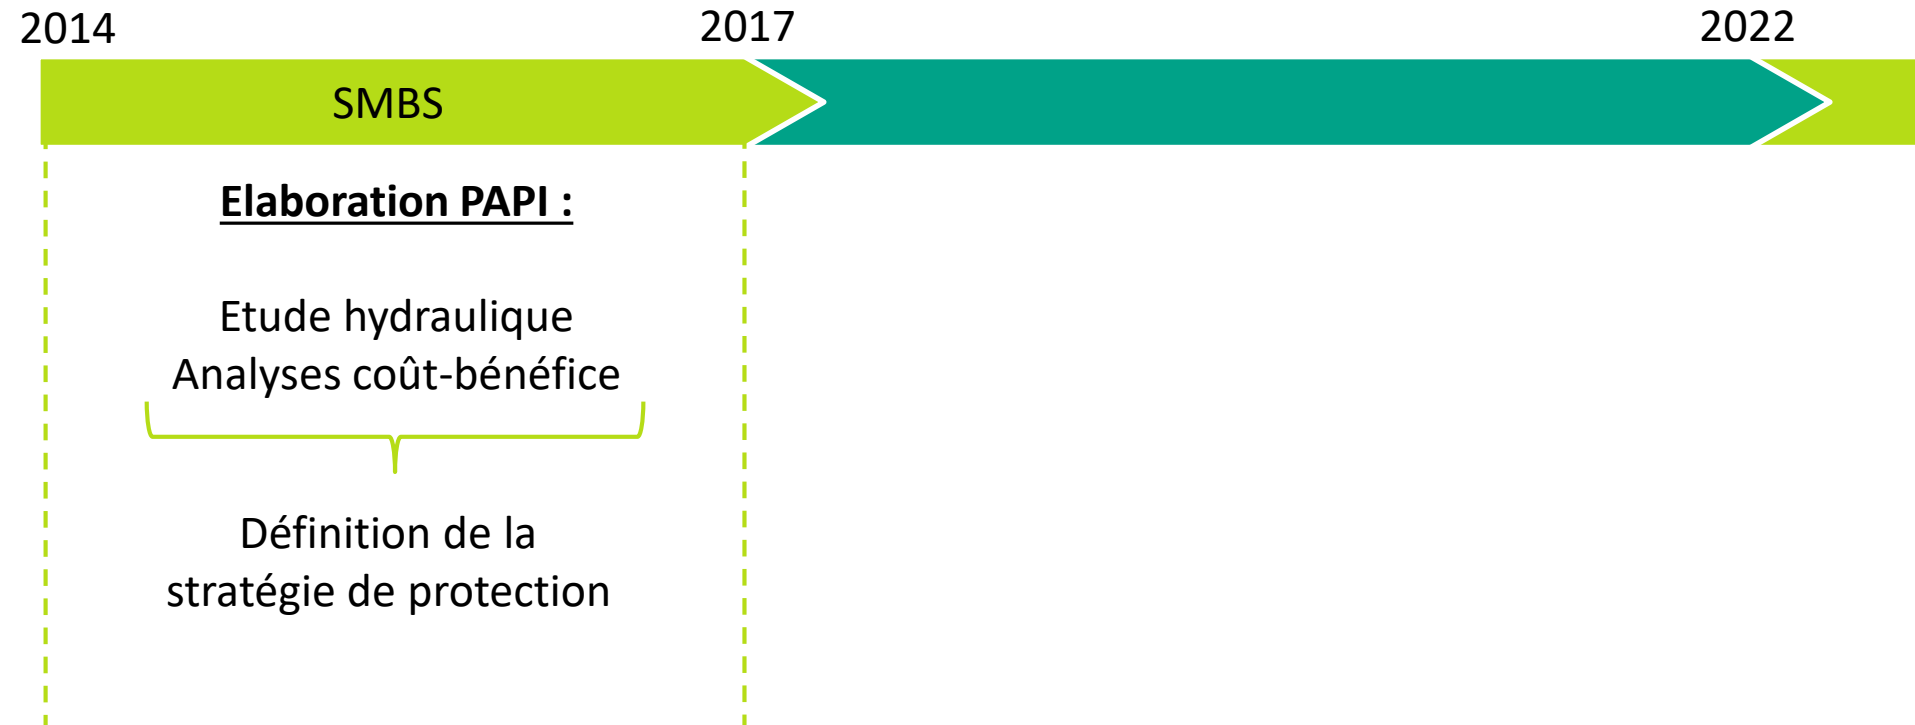 2014
2017
2022
SMBS
Elaboration PAPI :
Etude hydraulique
Analyses coût-bénéfice
Définition de la
stratégie de protection